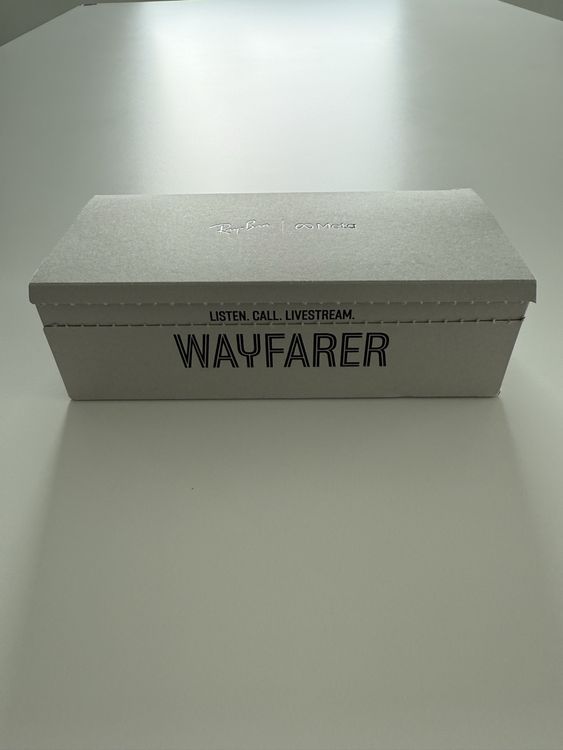 Ray-Ban | Meta
LISTEN. CALL. LIVESTREAM.
WAYFARER